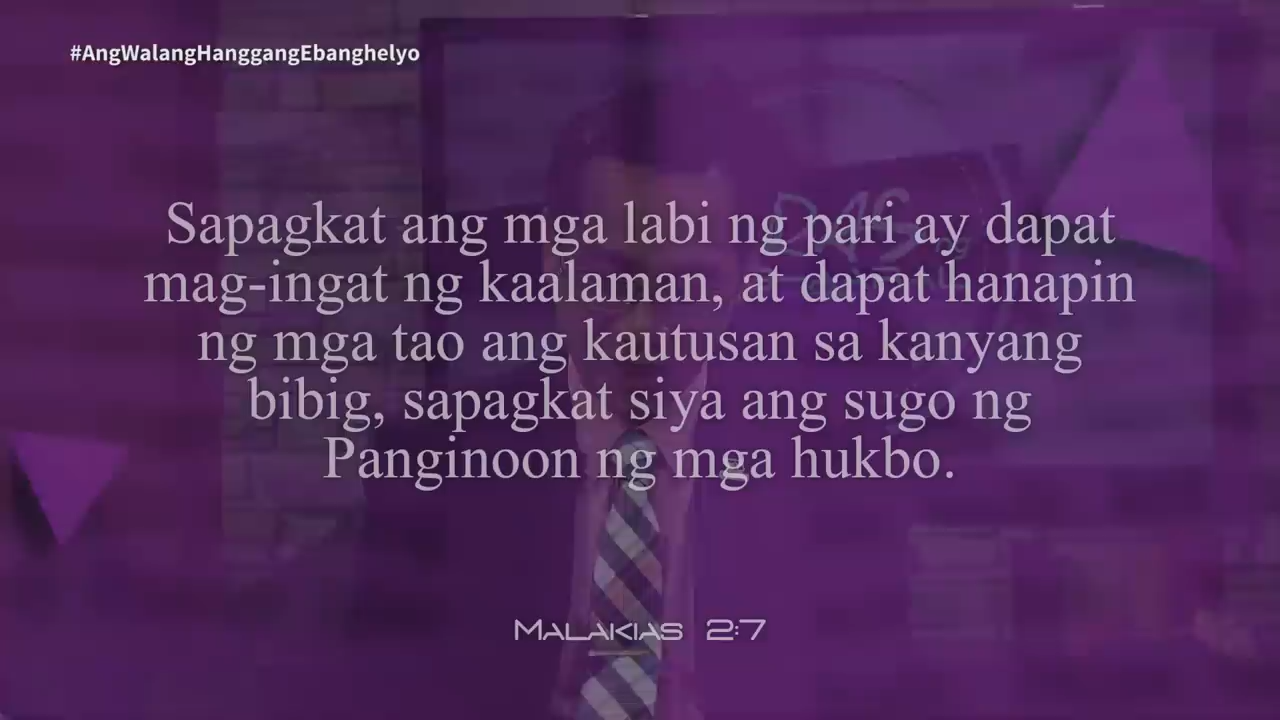 #AngWalangHanggangEbanghelyo
Sapagkat ang mga labi ng pari ay dapat
mag-ingat ng kaalaman, at dapat hanapin
ng mga tao ang kautusan sa kanyang
bibig, sapagkat siya ang sugo ng
Panginoon ng mga hukbo.
Malakias 2:7